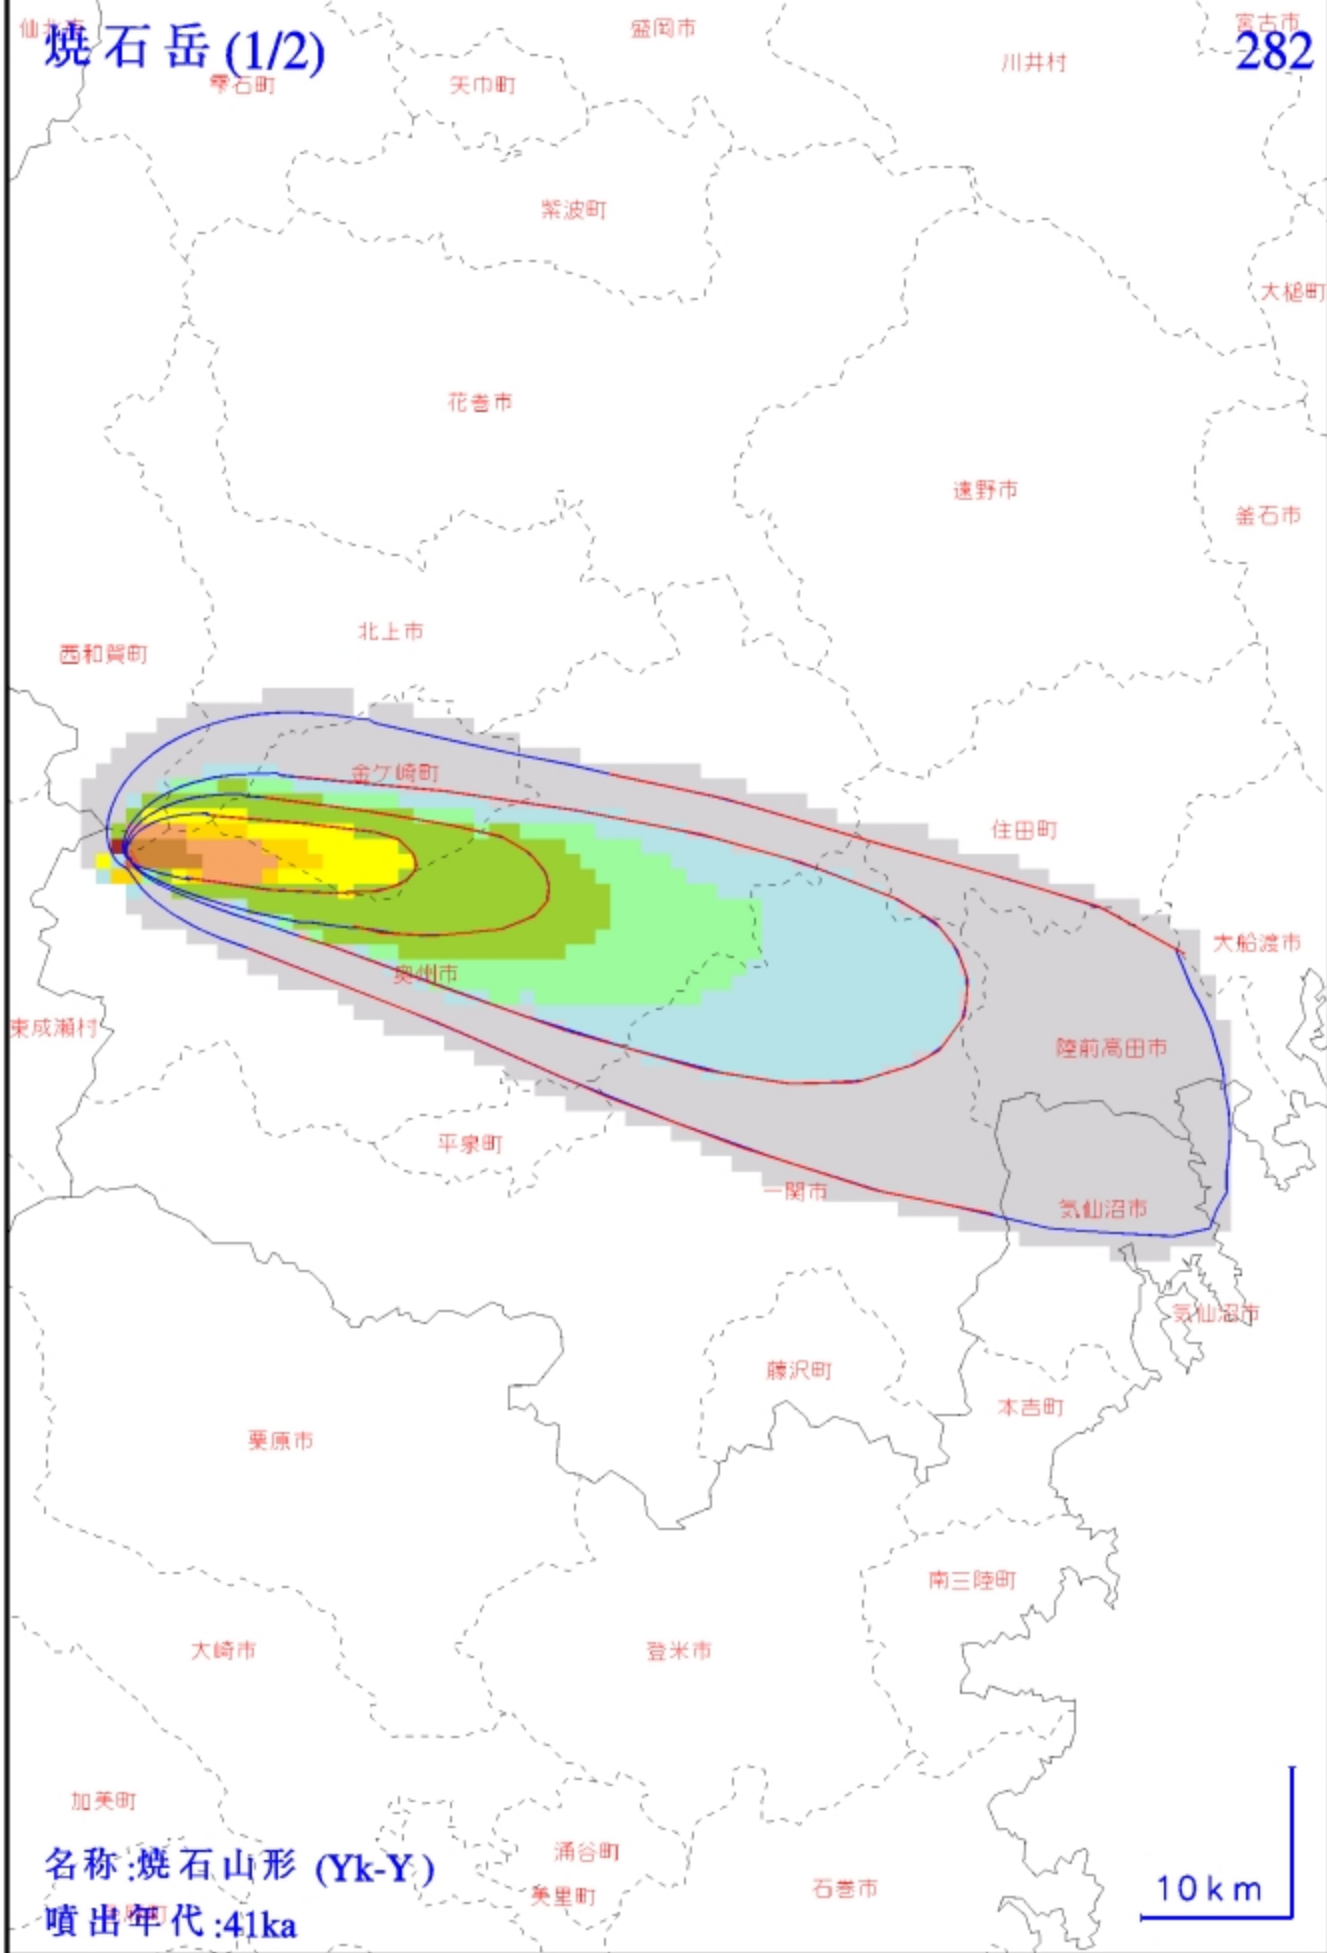 仙北市
焼石岳 (1/2)
盛岡市
宮古市
282
川井村
雫石町
矢巾町
紫波町
大槌町
花巻市
遠野市
釜石市
北上市
西和賀町
金ケ崎町
住田町
大船渡市
奥州市
東成瀬村
陸前高田市
平泉町
一関市
気仙沼市
気仙沼市
藤沢町
本吉町
栗原市
南三陸町
大崎市
登米市
加美町
涌谷町
名称:焼石山形 (Yk-Y)
美里町
石巻市
10km
噴出年代:41ka